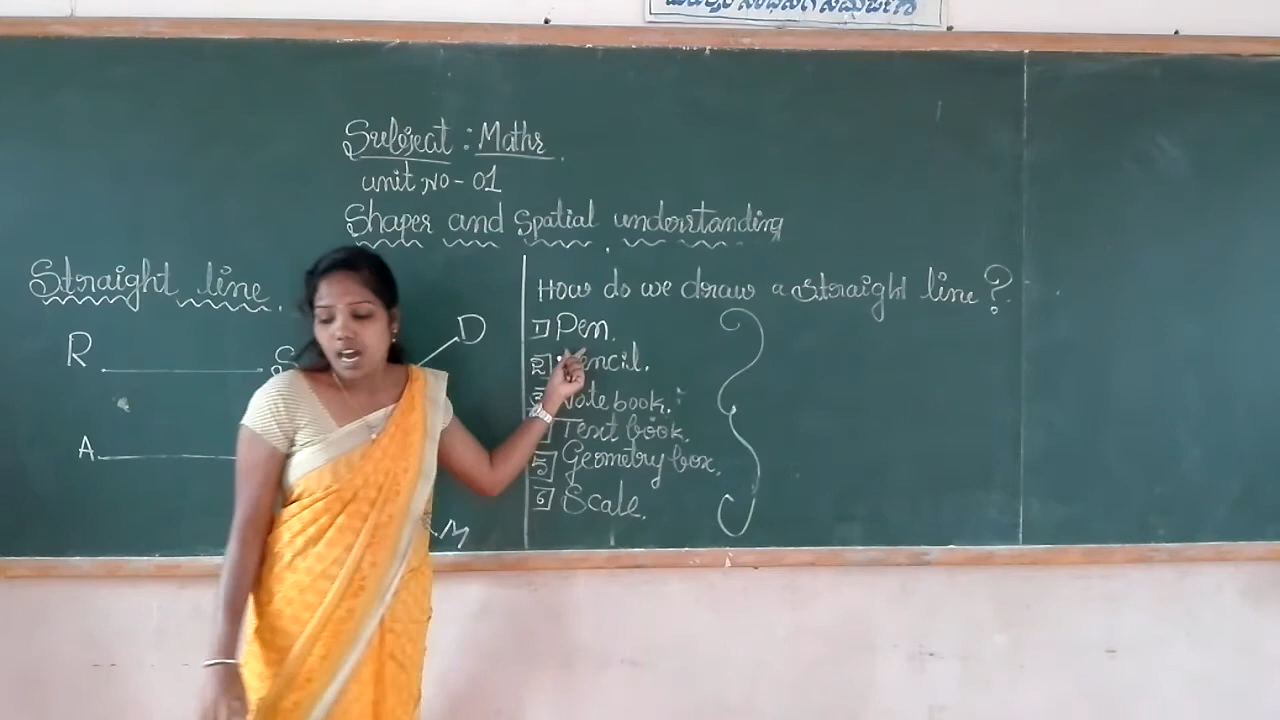 Subject : Maths.
unit No - 01
Shapes and Spatial understanding
Straight line.
R S
D
A
M
How do we draw a straight line ?
1 Pen.
2 Pencil.
3 Note book.
Text book.
5 Geometry box.
6 Scale.